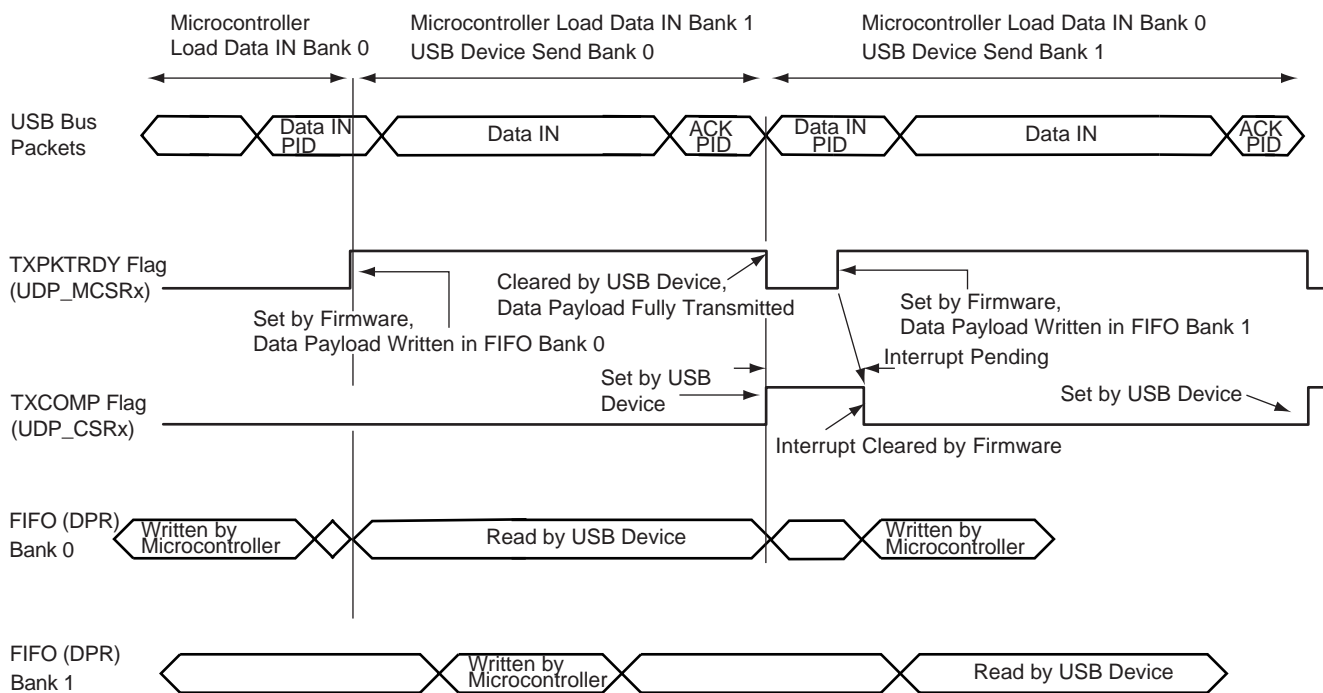 Microcontroller
Load Data IN Bank 0
Microcontroller Load Data IN Bank 1
USB Device Send Bank 0
Microcontroller Load Data IN Bank 0
USB Device Send Bank 1
USB Bus
Packets
Data IN
PID
Data IN
ACK
PID
Data IN
PID
Data IN
ACK
PID
TXPKTRDY Flag
(UDP_MCSRx)
Set by Firmware,
Data Payload Written in FIFO Bank 0
Cleared by USB Device,
Data Payload Fully Transmitted
Set by Firmware,
Data Payload Written in FIFO Bank 1
Interrupt Pending
TXCOMP Flag
(UDP_CSRx)
Set by USB
Device
Set by USB Device
Interrupt Cleared by Firmware
FIFO (DPR)
Bank 0
Written by
Microcontroller
Read by USB Device
Written by
Microcontroller
FIFO (DPR)
Bank 1
Written by
Microcontroller
Read by USB Device